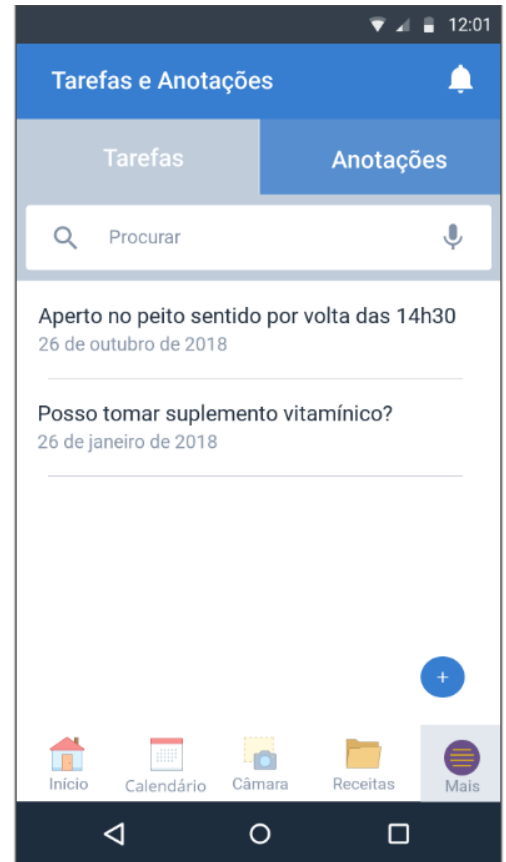 12:01
Tarefas e Anotações
Tarefas
Anotações
Procurar
Aperto no peito sentido por volta das 14h30
26 de outubro de 2018
Posso tomar suplemento vitamínico?
26 de janeiro de 2018
+
Início
Calendário
Câmara
Receitas
Mais